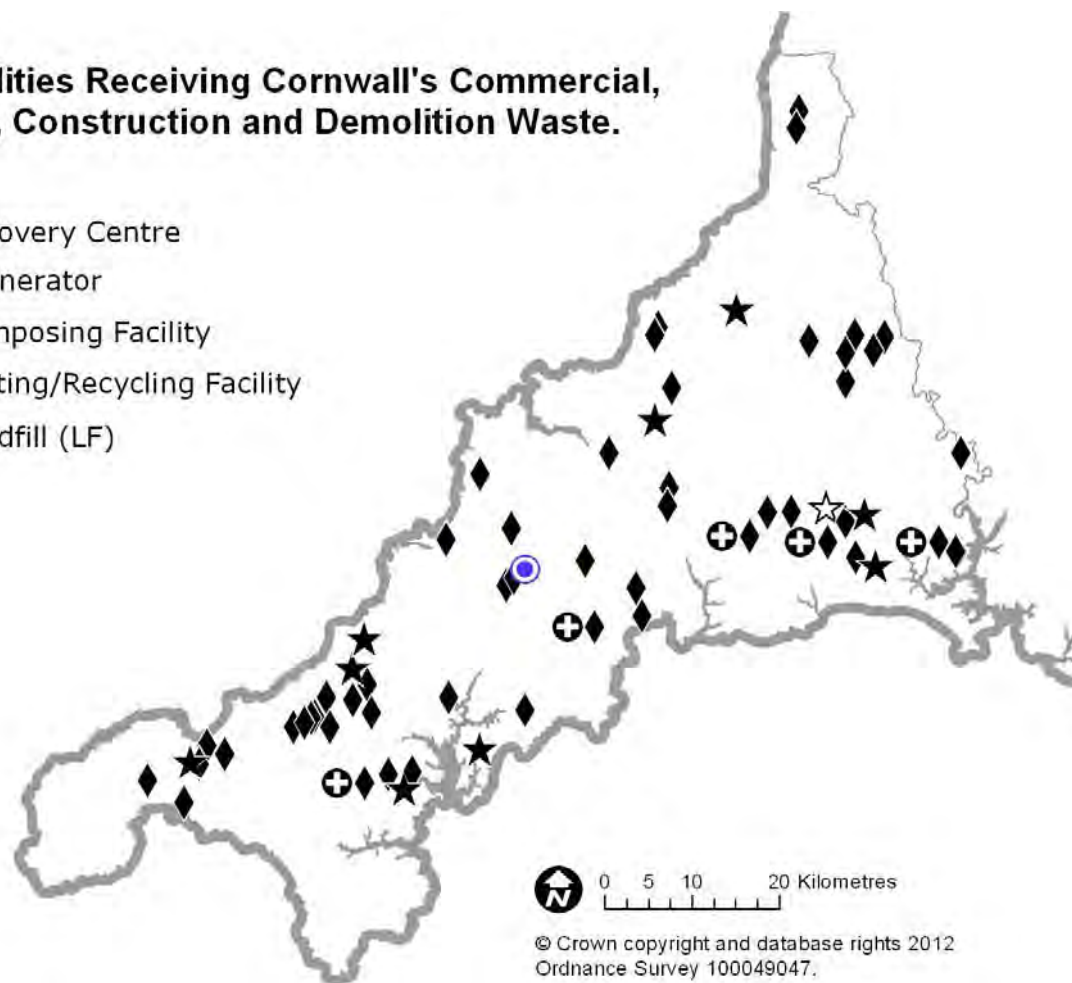 lities Receiving Cornwall's Commercial,
, Construction and Demolition Waste.
overy Centre
nerator
mposing Facility
ting/Recycling Facility
dfill (LF)
N
0 5 10 20 Kilometres
© Crown copyright and database rights 2012
Ordnance Survey 100049047.